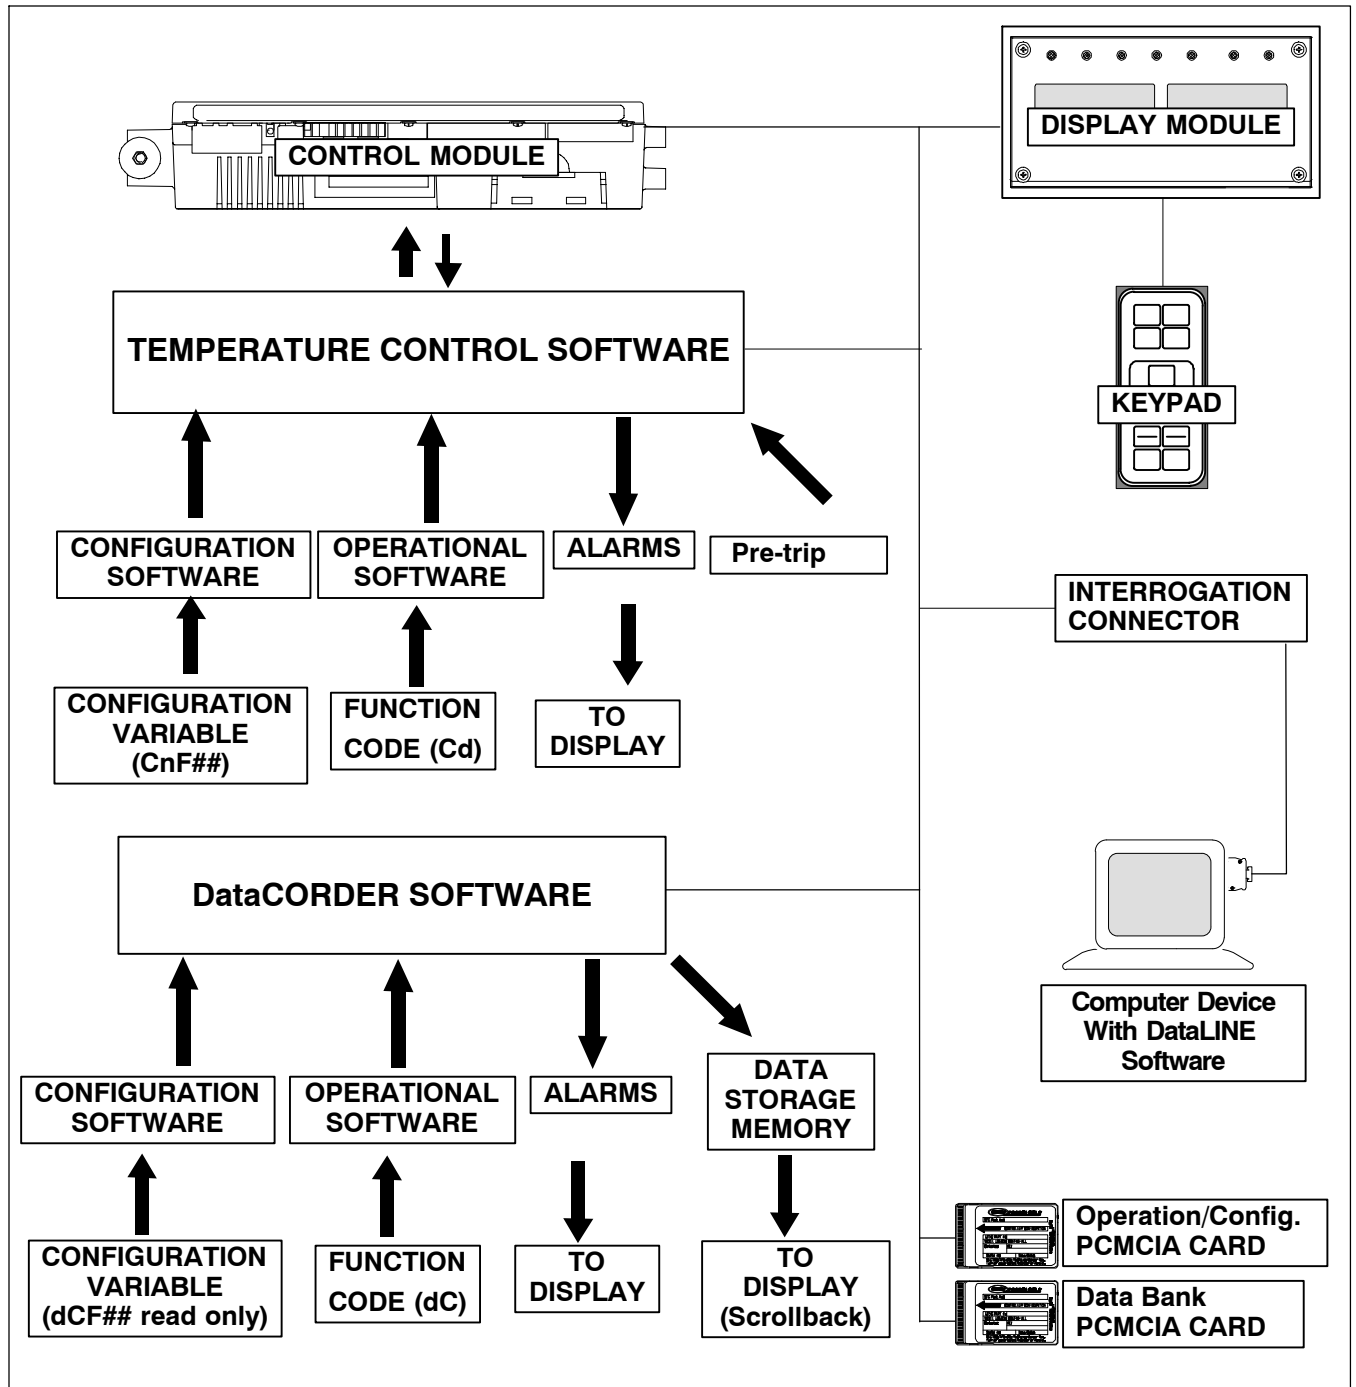 CONTROL MODULE
DISPLAY MODULE
TEMPERATURE CONTROL SOFTWARE
KEYPAD
CONFIGURATION
SOFTWARE
OPERATIONAL
SOFTWARE
ALARMS
Pre-trip
INTERROGATION
CONNECTOR
CONFIGURATION
VARIABLE
(CnF##)
FUNCTION
CODE (Cd)
TO
DISPLAY
DataCORDER SOFTWARE
Computer Device
With DataLINE
Software
CONFIGURATION
SOFTWARE
OPERATIONAL
SOFTWARE
ALARMS
DATA
STORAGE
MEMORY
CONFIGURATION
VARIABLE
(dCF## read only)
FUNCTION
CODE (dC)
TO
DISPLAY
TO
DISPLAY
(Scrollback)
Operation/Config.
PCMCIA CARD
Data Bank
PCMCIA CARD